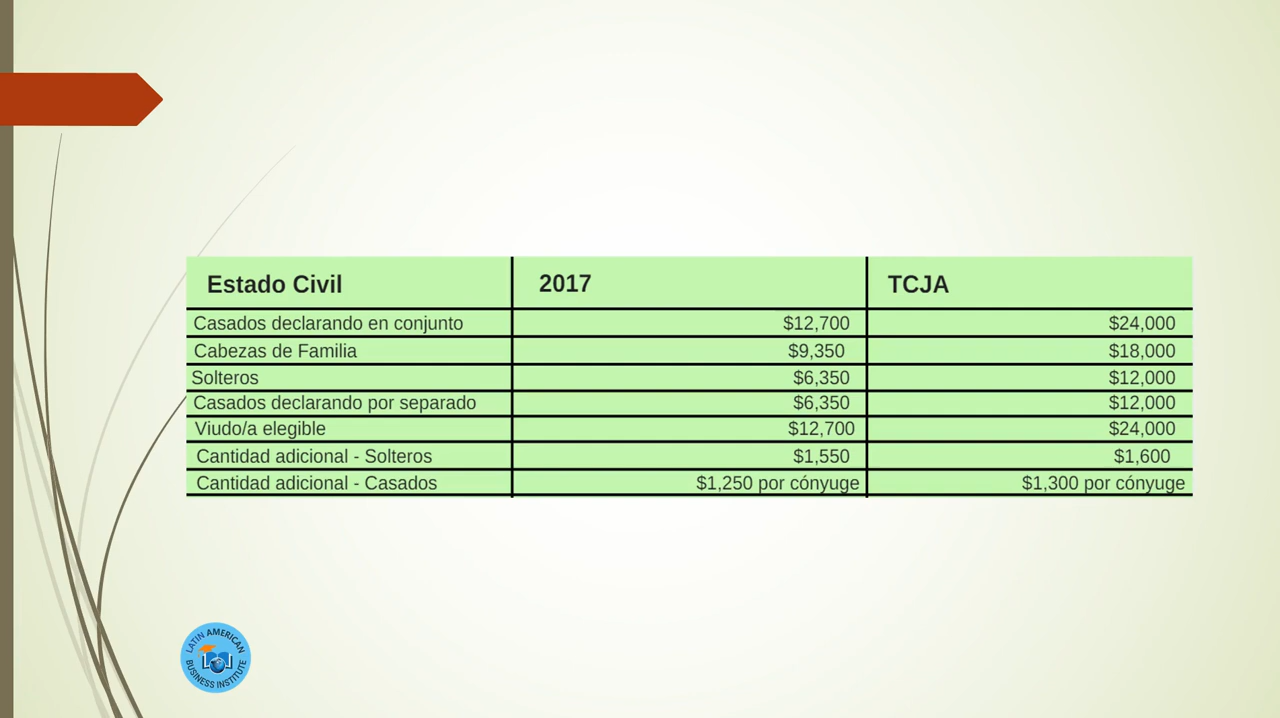 Estado Civil 2017 TCJA
Casados declarando en conjunto $12,700 $24,000
Cabezas de Familia $9,350 $18,000
Solteros $6,350 $12,000
Casados declarando por separado $6,350 $12,000
Viudo/a elegible $12,700 $24,000
Cantidad adicional - Solteros $1,550 $1,600
Cantidad adicional - Casados $1,250 por cónyuge $1,300 por cónyuge
LATIN AMERICAN
BUSINESS INSTITUTE